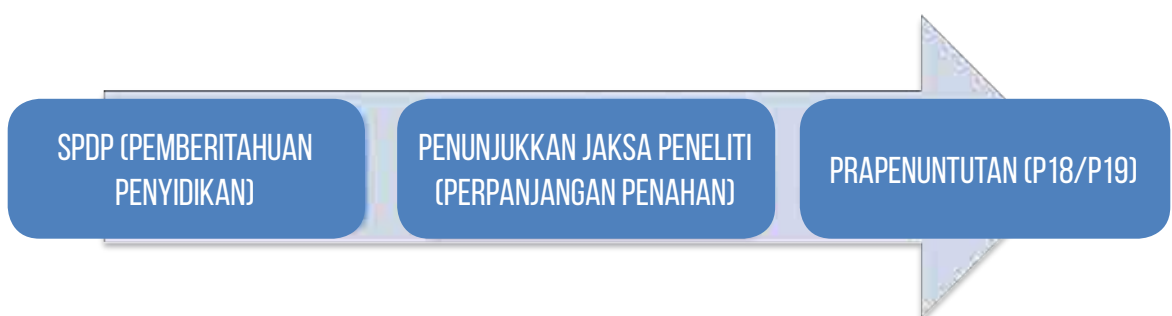 SPDP (PEMBERITAHUAN
PENYIDIKAN)
PENUNJUKKAN JAKSA PENELITI
(PERPANJANGAN PENAHAN)
PRAPENUNTUTAN (P18/P19)